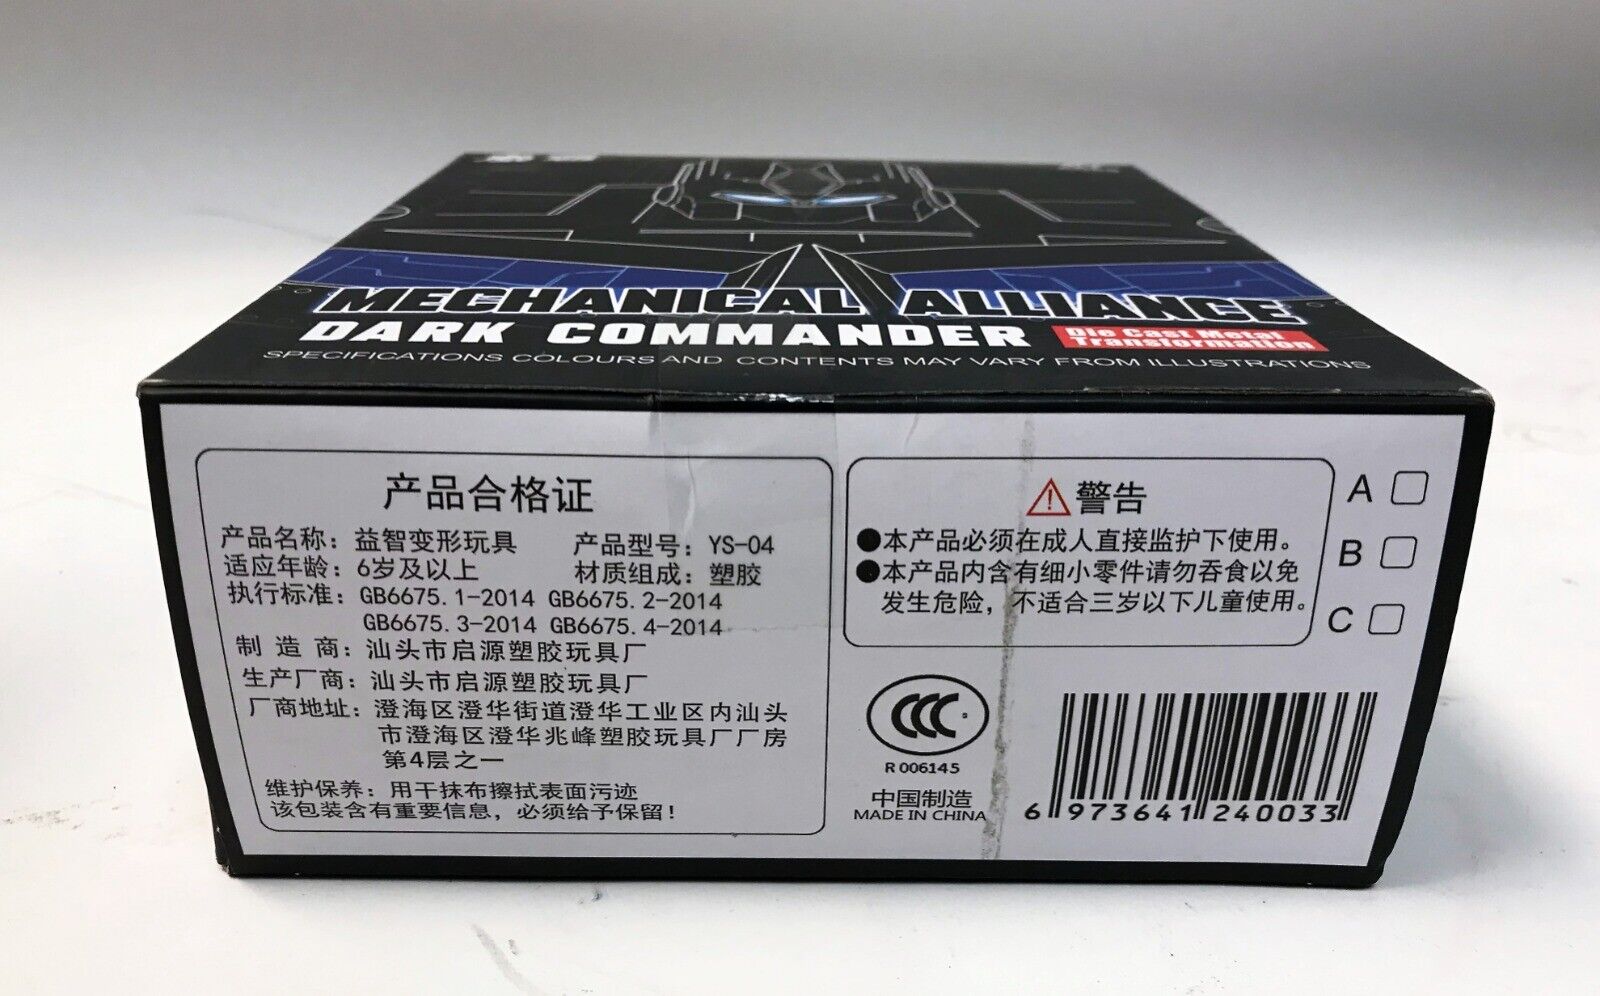 MECHANICAL ALLIANCE
DARK COMMANDER
Die Cast Metal
Transformation
SPECIFICATIONS COLOURS AND CONTENTS MAY VARY FROM ILLUSTRATIONS
产品合格证
产品名称：益智变形玩具 产品型号：YS-04
适应年龄：6岁及以上 材质组成：塑胶
执行标准：GB6675.1-2014 GB6675.2-2014
GB6675.3-2014 GB6675.4-2014
制 造 商：汕头市启源塑胶玩具厂
生产厂商：汕头市启源塑胶玩具厂
厂商地址：澄海区澄华街道澄华工业区内汕头
市澄海区澄华兆峰塑胶玩具厂厂房
第4层之一
维护保养：用干抹布擦拭表面污迹
该包装含有重要信息，必须给予保留！
警告
●本产品必须在成人直接监护下使用。
●本产品内含有细小零件请勿吞食以免
发生危险，不适合三岁以下儿童使用。
A
B
C
CCC
R 006145
中国制造
MADE IN CHINA
6 973641 240033